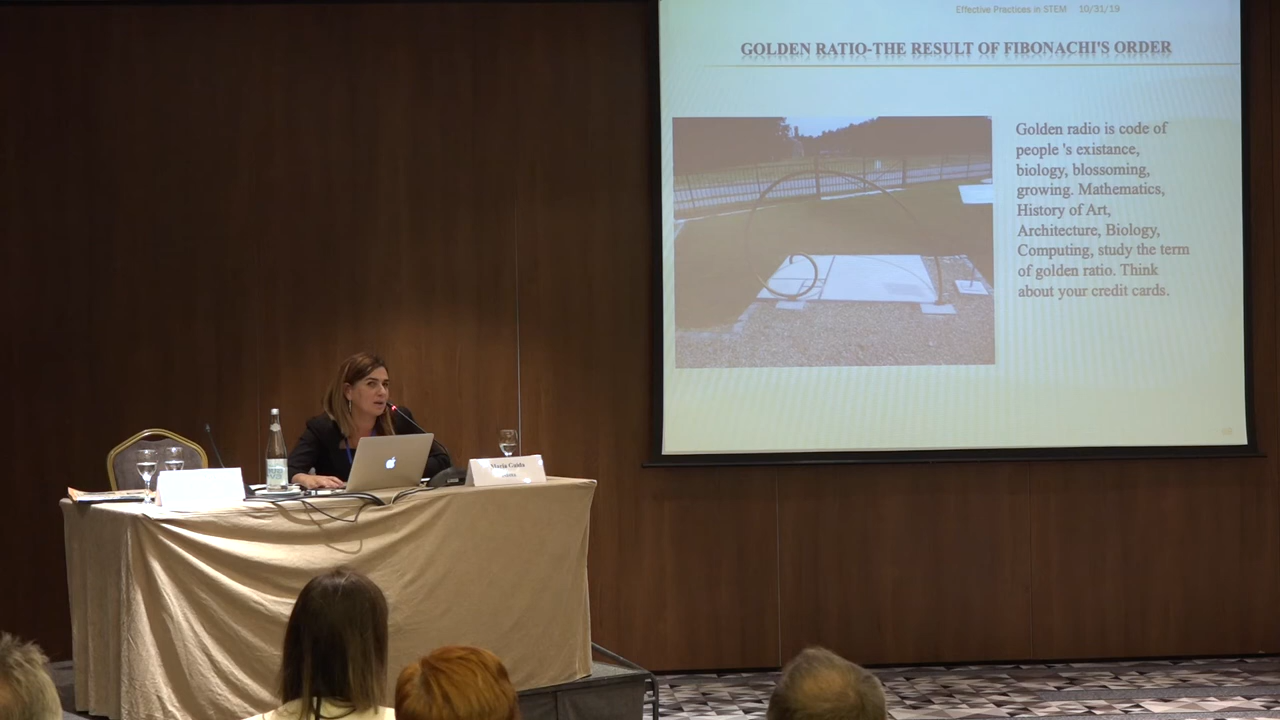 Effective Practices in STEM 10/31/19
GOLDEN RATIO-THE RESULT OF FIBONACHI'S ORDER
Golden radio is code of
people 's existance,
biology, blossoming,
growing. Mathematics,
History of Art,
Architecture, Biology,
Computing, study the term
of golden ratio. Think
about your credit cards.
Maria Guida